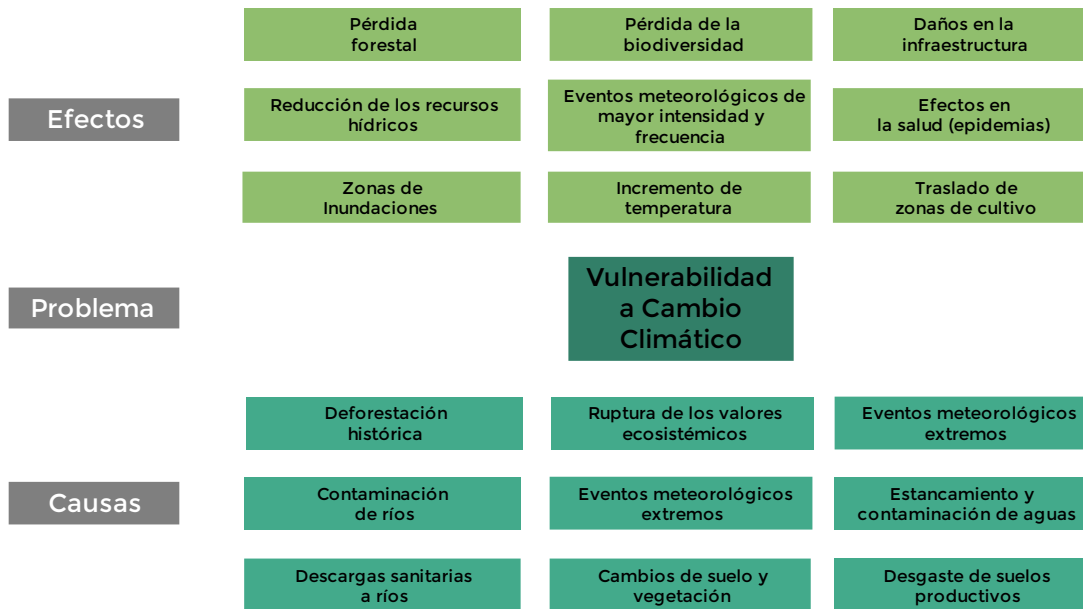 Pérdida
forestal
Pérdida de la
biodiversidad
Daños en la
infraestructura
Efectos
Reducción de los recursos
hídricos
Eventos meteorológicos de
mayor intensidad y
frecuencia
Efectos en
la salud (epidemias)
Zonas de
Inundaciones
Incremento de
temperatura
Traslado de
zonas de cultivo
Problema
Vulnerabilidad
a Cambio
Climático
Deforestación
histórica
Ruptura de los valores
ecosistémicos
Eventos meteorológicos
extremos
Causas
Contaminación
de ríos
Eventos meteorológicos
extremos
Estancamiento y
contaminación de aguas
Descargas sanitarias
a ríos
Cambios de suelo y
vegetación
Desgaste de suelos
productivos